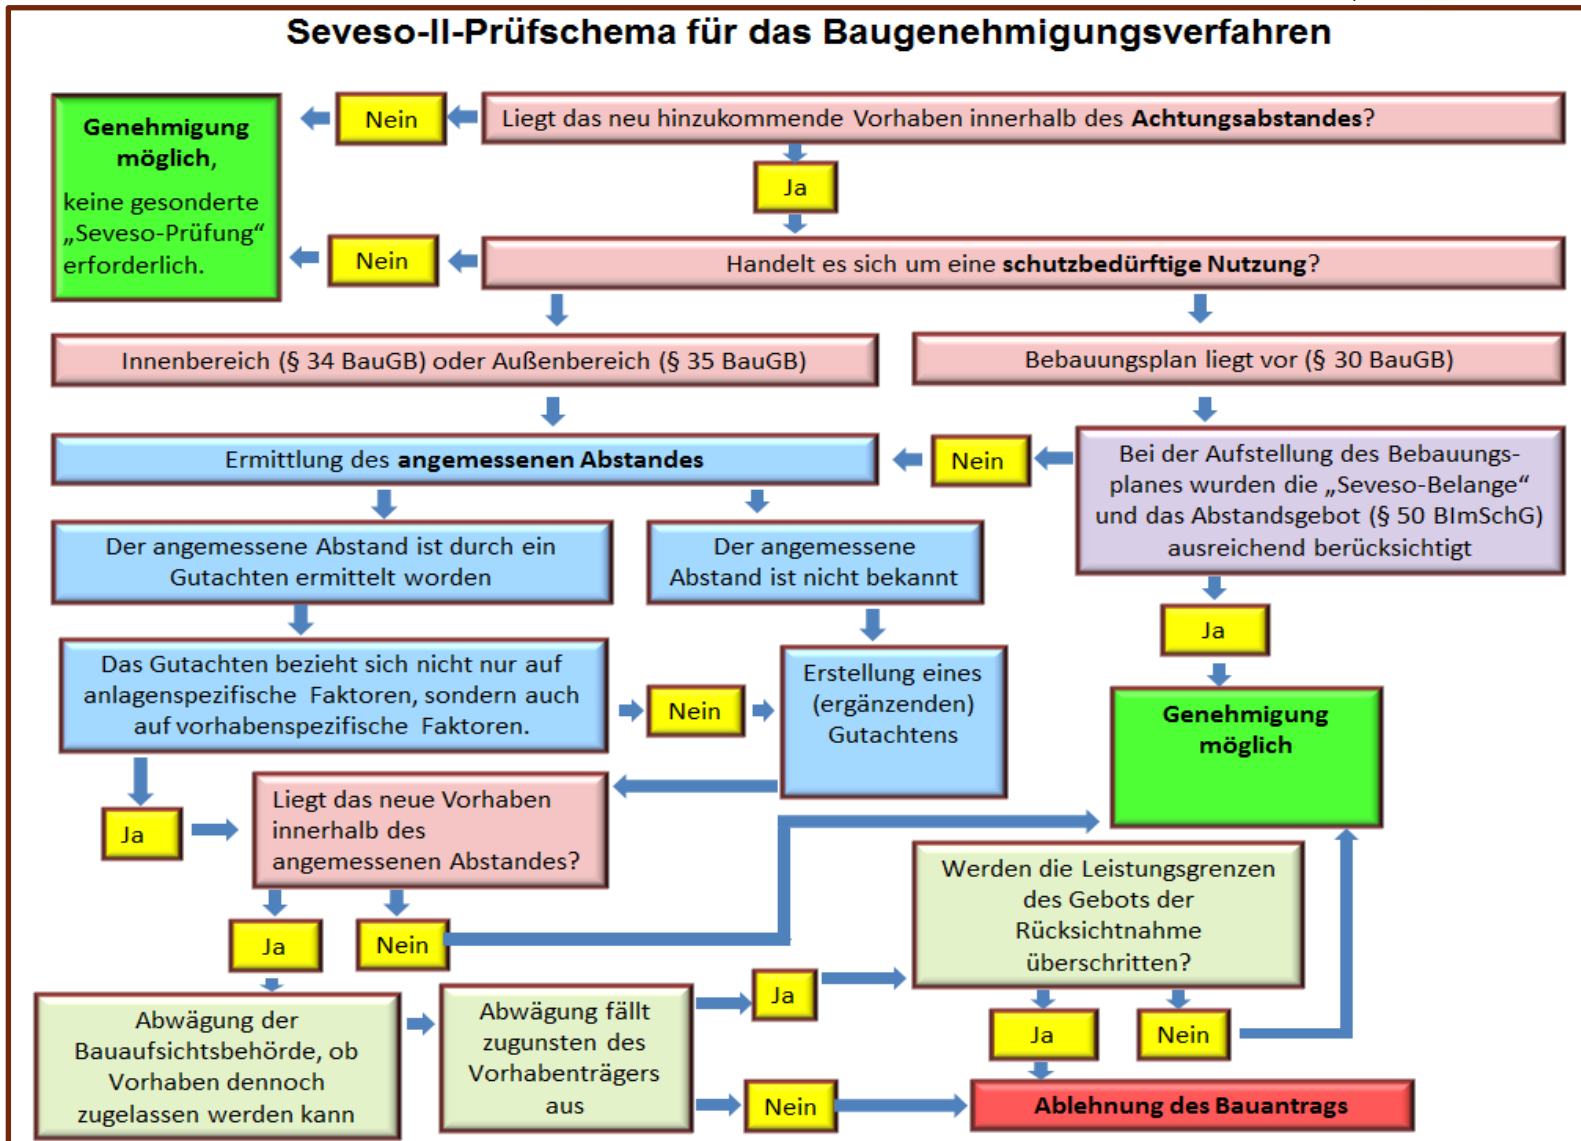 Seveso-II-Prüfschema für das Baugenehmigungsverfahren
Genehmigung
möglich,
keine gesonderte
„Seveso-Prüfung“
erforderlich.
Nein
Liegt das neu hinzukommende Vorhaben innerhalb des Achtungsabstandes?
Ja
Nein
Handelt es sich um eine schutzbedürftige Nutzung?
Innenbereich (§ 34 BauGB) oder Außenbereich (§ 35 BauGB)
Bebauungsplan liegt vor (§ 30 BauGB)
Ermittlung des angemessenen Abstandes
Nein
Bei der Aufstellung des Bebauungs-
planes wurden die „Seveso-Belange“
und das Abstandsgebot (§ 50 BImSchG)
ausreichend berücksichtigt
Der angemessene Abstand ist durch ein
Gutachten ermittelt worden
Der angemessene
Abstand ist nicht bekannt
Ja
Das Gutachten bezieht sich nicht nur auf
anlagenspezifische Faktoren, sondern auch
auf vorhabenspezifische Faktoren.
Nein
Erstellung eines
(ergänzenden)
Gutachtens
Genehmigung
möglich
Ja
Liegt das neue Vorhaben
innerhalb des
angemessenen Abstandes?
Ja
Nein
Werden die Leistungsgrenzen
des Gebots der
Rücksichtnahme
überschritten?
Abwägung der
Bauaufsichtsbehörde, ob
Vorhaben dennoch
zugelassen werden kann
Abwägung fällt
zugunsten des
Vorhabenträgers
aus
Ja
Nein
Ja
Nein
Ablehnung des Bauantrags